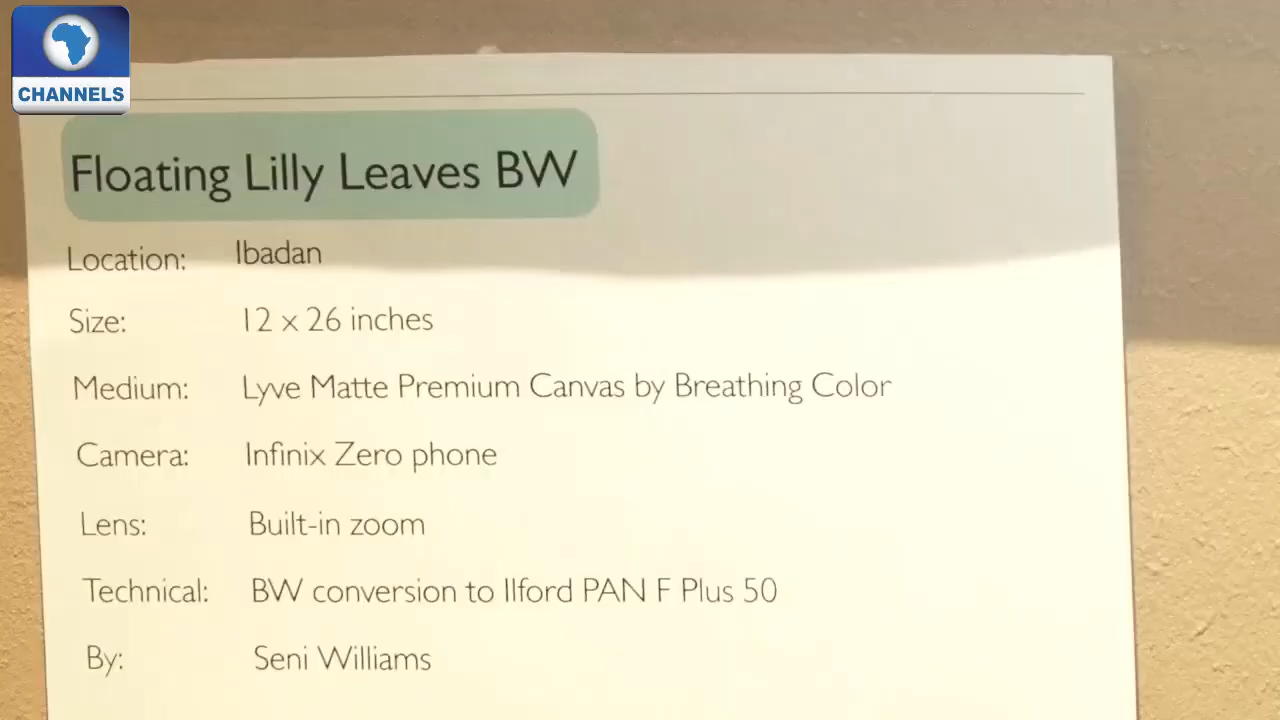 CHANNELS
Floating Lilly Leaves BW
Location: Ibadan
Size: 12 x 26 inches
Medium: Lyve Matte Premium Canvas by Breathing Color
Camera: Infinix Zero phone
Lens: Built-in zoom
Technical: BW conversion to Ilford PAN F Plus 50
By: Seni Williams